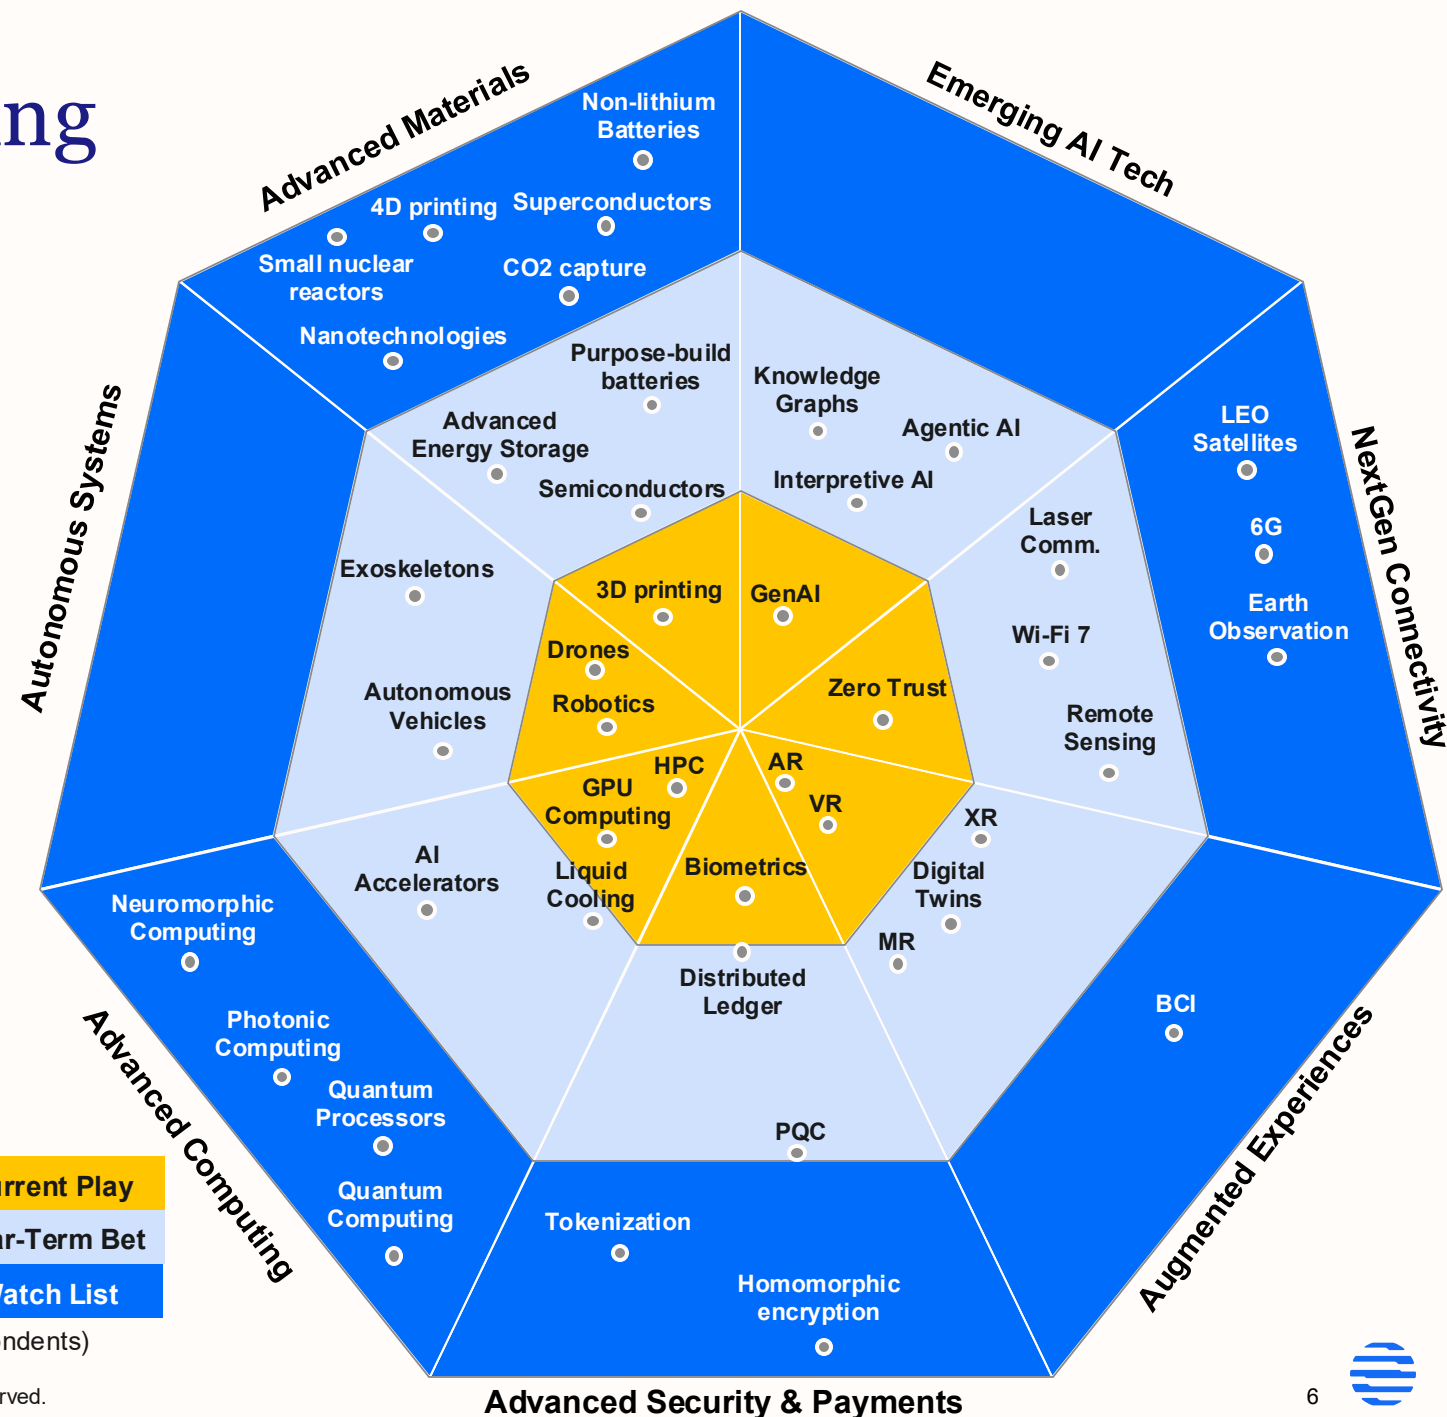 ing
Advanced Materials
Emerging AI Tech
Non-lithium
Batteries
4D printing
Superconductors
Small nuclear
reactors
CO2 capture
Nanotechnologies
Purpose-build
batteries
Knowledge
Graphs
Agentic AI
Advanced
Energy Storage
Interpretive AI
Semiconductors
LEO
Satellites
6G
Earth
Observation
NextGen Connectivity
Laser
Comm.
Wi-Fi 7
Remote
Sensing
Autonomous Systems
Exoskeletons
Autonomous
Vehicles
3D printing
GenAI
Drones
Robotics
Zero Trust
HPC
GPU
Computing
Liquid
Cooling
AR
VR
Biometrics
XR
Digital
Twins
MR
AI
Accelerators
Distributed
Ledger
Neuromorphic
Computing
Photonic
Computing
Quantum
Processors
Quantum
Computing
Advanced Computing
PQC
BCI
Augmented Experiences
Tokenization
Homomorphic
encryption
Advanced Security & Payments
urrent Play
ar-Term Bet
Watch List
ndents)
rved.
6